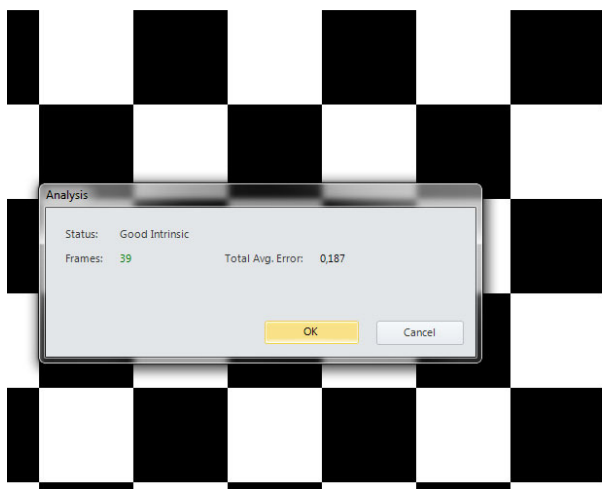 Analysis
Status: Good Intrinsic
Frames: 39 Total Avg. Error: 0,187
OK Cancel